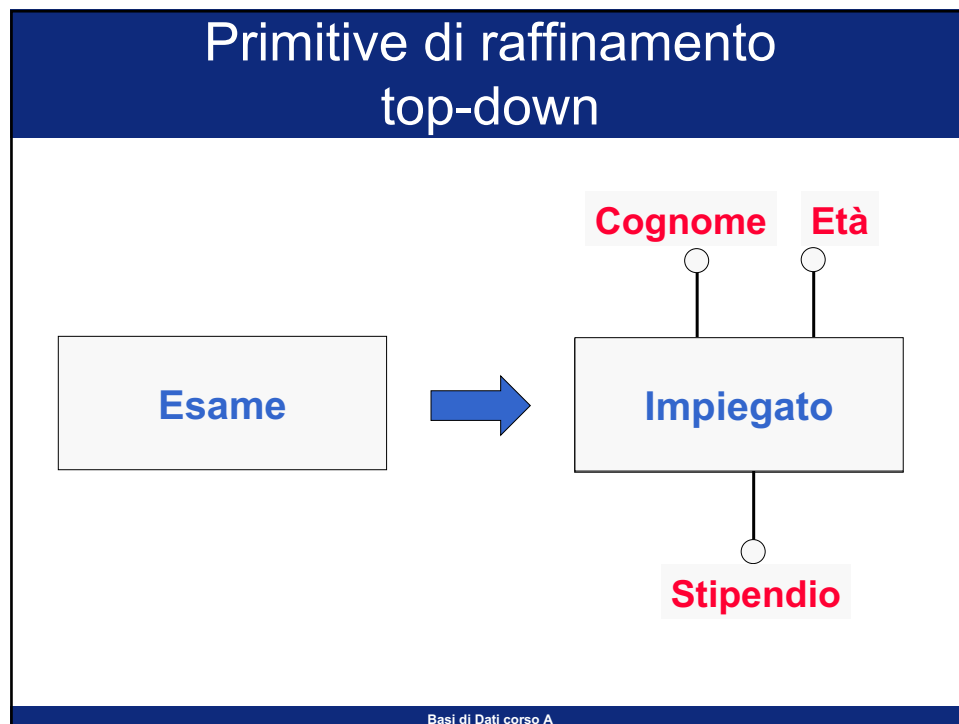 Primitive di raffinamento
top-down
Cognome Età
Esame
Impiegato
Stipendio
Basi di Dati corso A